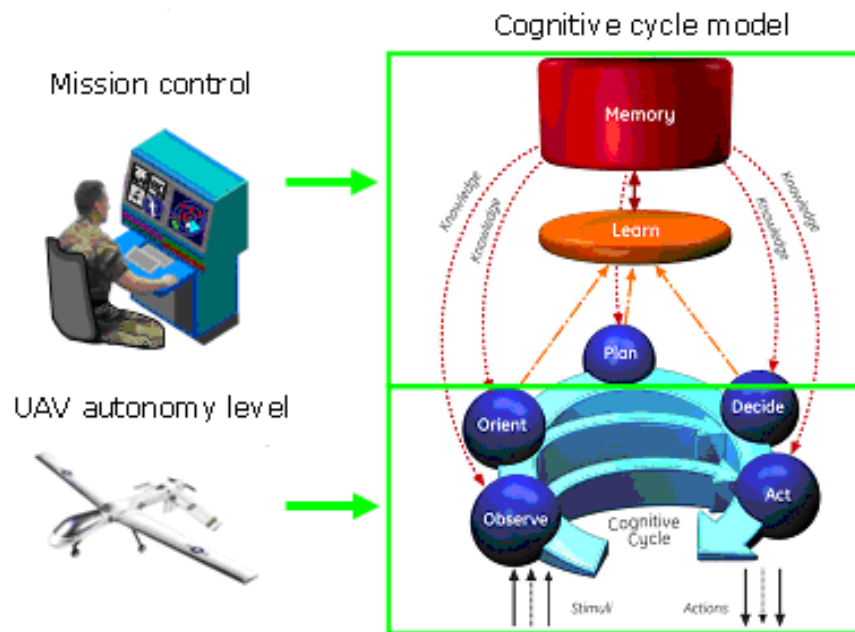 Cognitive cycle model
Mission control
Memory
Knowledge
Knowledge
Knowledge
Knowledge
Learn
Plan
UAV autonomy level
Orient
Decide
Observe
Act
Cognitive
Cycle
Stimuli
Actions